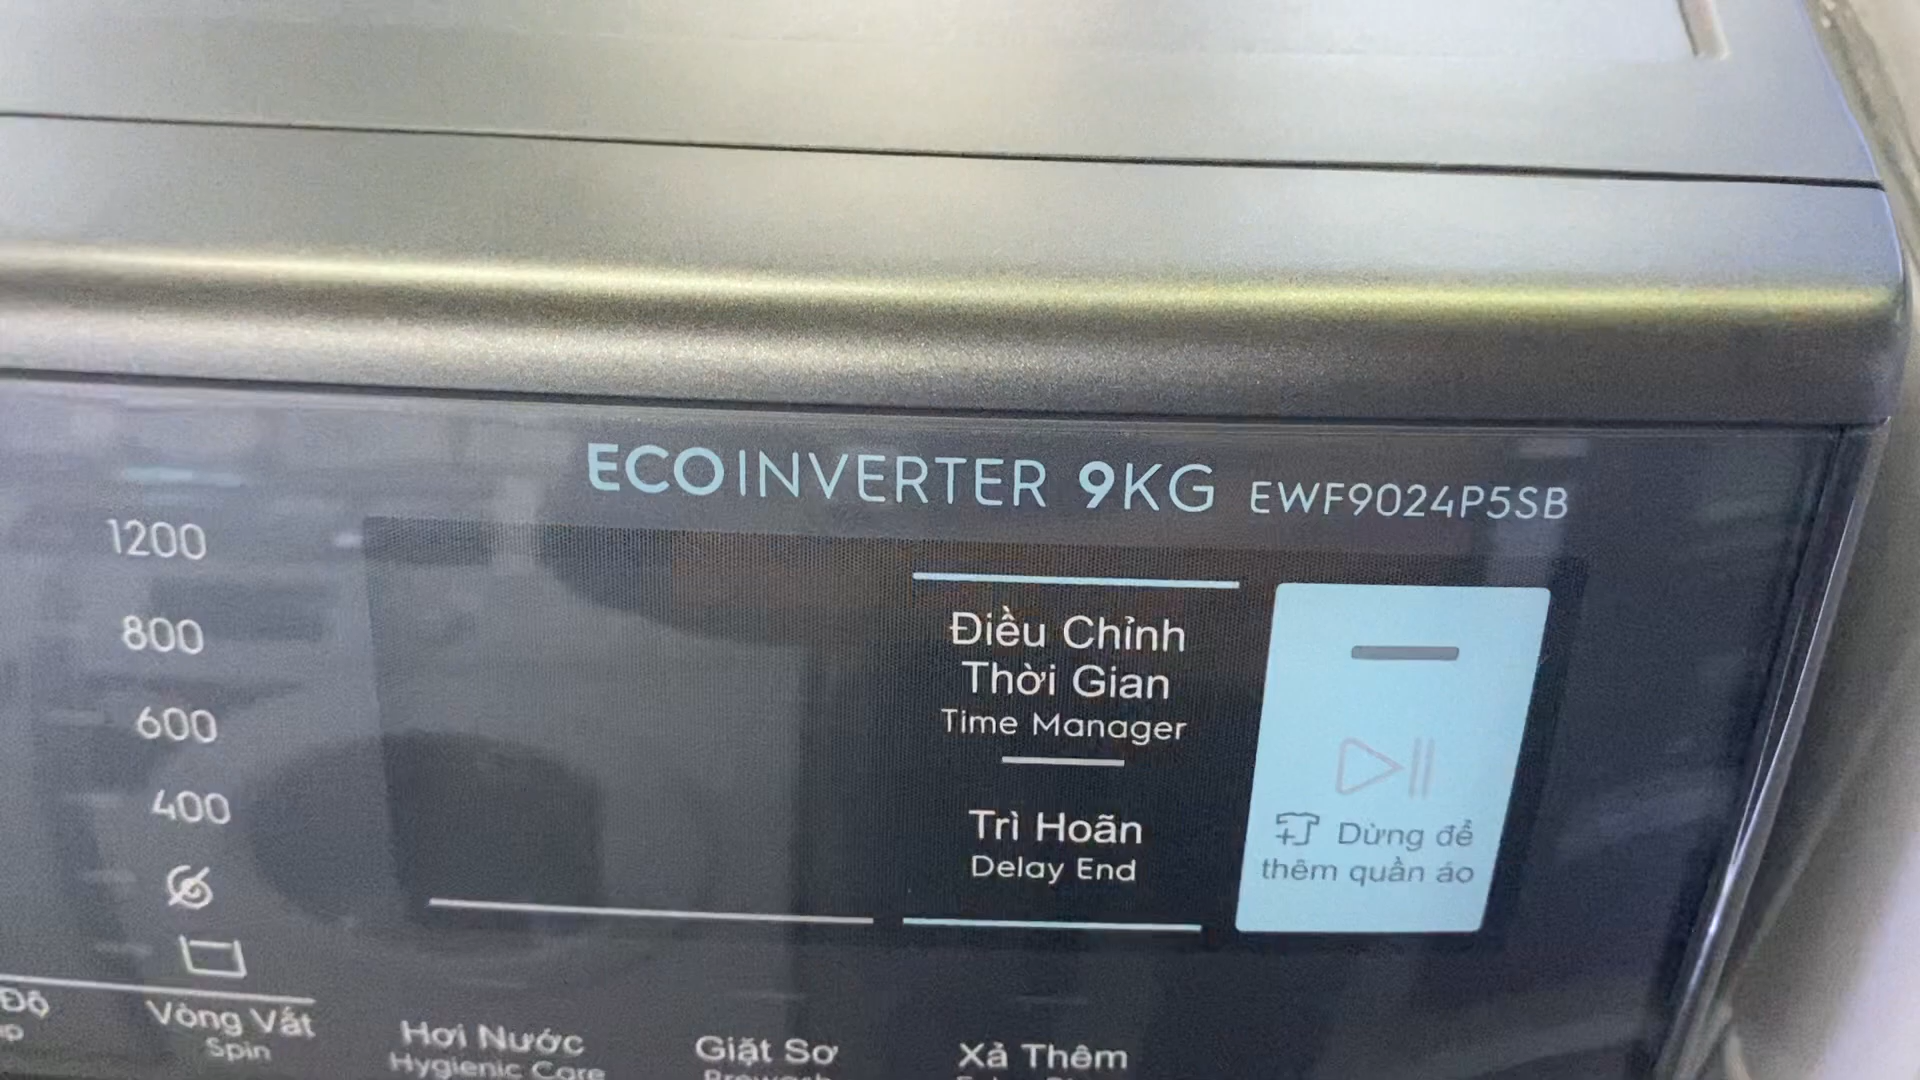 ECOINVERTER 9KG EWF9024P5SB
1200
800
600
400
Điều Chỉnh
Thời Gian
Time Manager
Trì Hoãn
Delay End
Dừng để
thêm quần áo
Độ
Vòng Vắt
Spin
Hơi Nước
Hygienic Care
Giặt Sơ
Xả Thêm